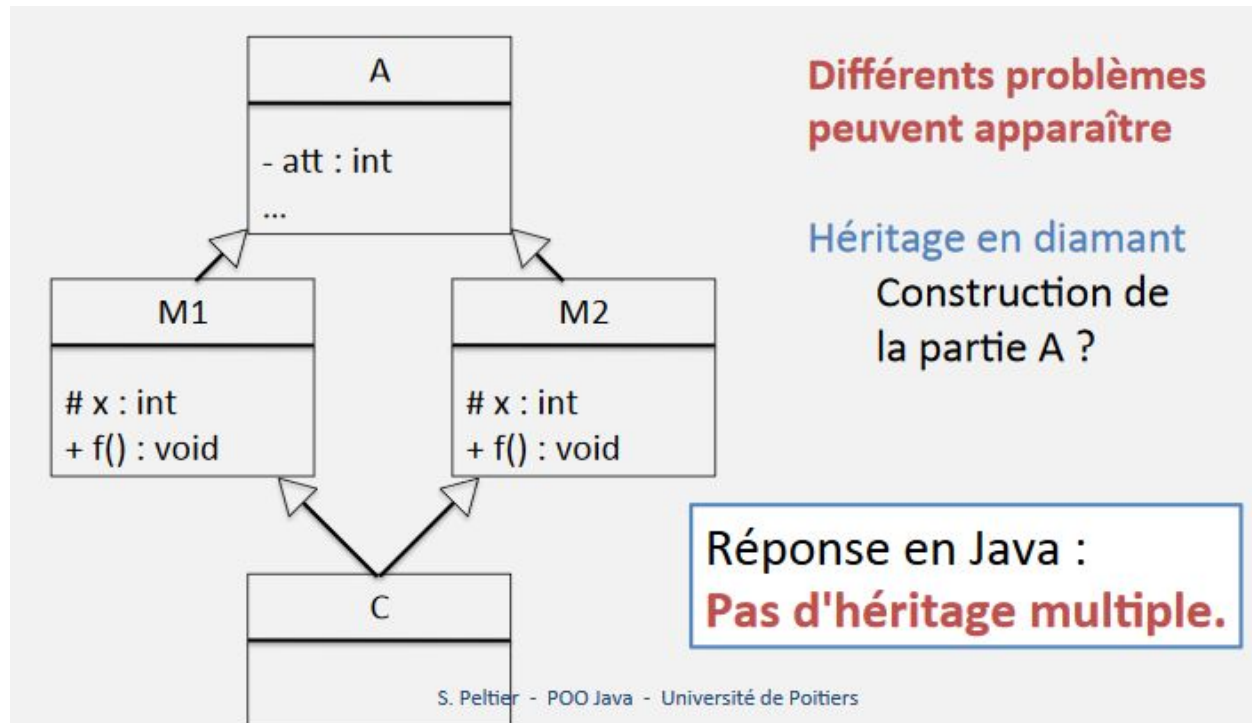 A
- att : int
...
M1
# x : int
+ f() : void
M2
# x : int
+ f() : void
C
Différents problèmes
peuvent apparaître
Héritage en diamant
Construction de
la partie A ?
Réponse en Java :
Pas d'héritage multiple.
S. Peltier - POO Java - Université de Poitiers